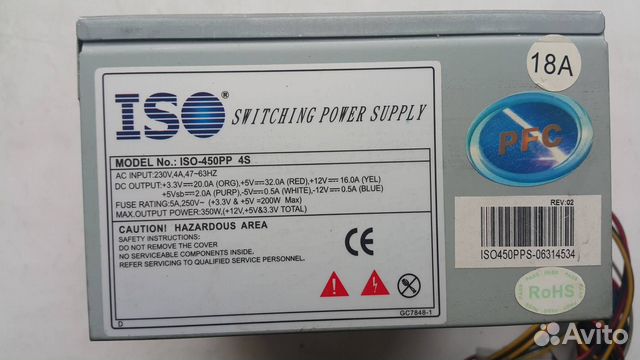 ISO® SWITCHING POWER SUPPLY
MODEL No.: ISO-450PP 4S
AC INPUT:230V,4A,47~63HZ
DC OUTPUT:+3.3V⎓20.0A (ORG),+5V⎓32.0A (RED),+12V⎓16.0A (YEL)
+5Vsb⎓2.0A (PURP),-5V⎓0.5A (WHITE),-12V⎓0.5A (BLUE)
FUSE RATING:5A,250V~ (+3.3V & +5V =200W Max)
MAX.OUTPUT POWER:350W,(+12V,+5V&3.3V TOTAL)
CAUTION! HAZARDOUS AREA
SAFETY INSTRUCTIONS:
DO NOT REMOVE THE COVER
NO SERVICEABLE COMPONENTS INSIDE
REFER SERVICING TO QUALIFIED SERVICE PERSONNEL.
CE
D
GC7848-1
18A
PFC
REV:02
ISO450PPS-06314534
PASS
RoHS
Avito